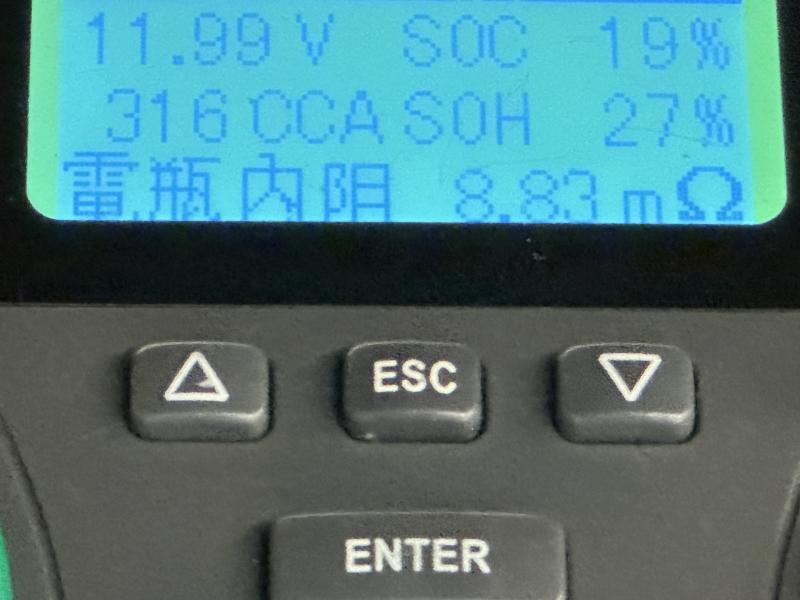 11.99 V SOC 19%
316 CCA SOH 27%
電瓶內阻 8.83 mΩ
ESC
ENTER